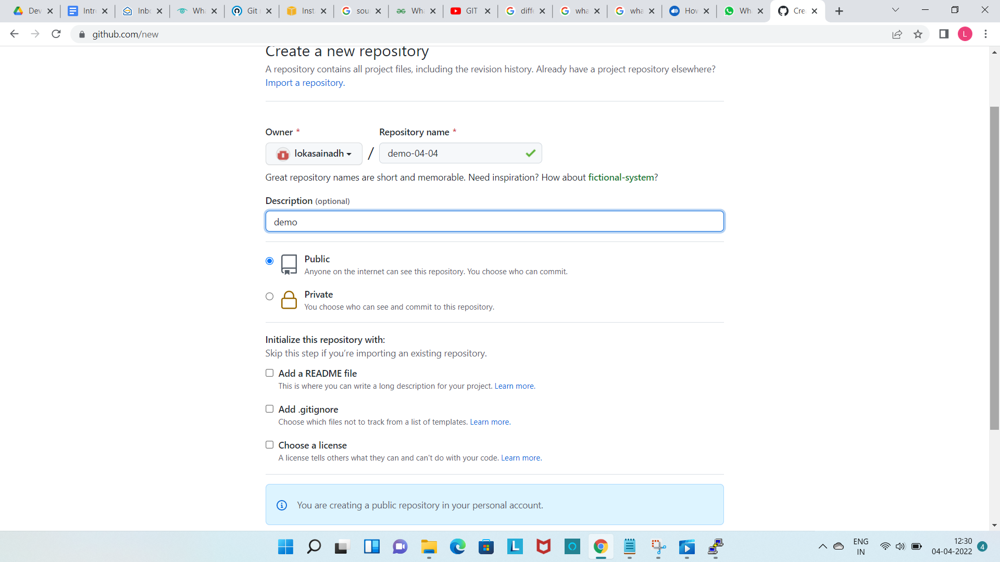 Dev
Intro
Inbo
Wha
Git
Inst
sou
Wha
GIT
diffe
wha
wha
How
Wh
Cre
github.com/new
L
Create a new repository
A repository contains all project files, including the revision history. Already have a project repository elsewhere?
Import a repository.
Owner *
Repository name *
lokasainadh
/
demo-04-04
Great repository names are short and memorable. Need inspiration? How about fictional-system?
Description (optional)
demo
Public
Anyone on the internet can see this repository. You choose who can commit.
Private
You choose who can see and commit to this repository.
Initialize this repository with:
Skip this step if you’re importing an existing repository.
Add a README file
This is where you can write a long description for your project. Learn more.
Add .gitignore
Choose which files not to track from a list of templates. Learn more.
Choose a license
A license tells others what they can and can't do with your code. Learn more.
You are creating a public repository in your personal account.
L
ENG
IN
12:30
04-04-2022
4